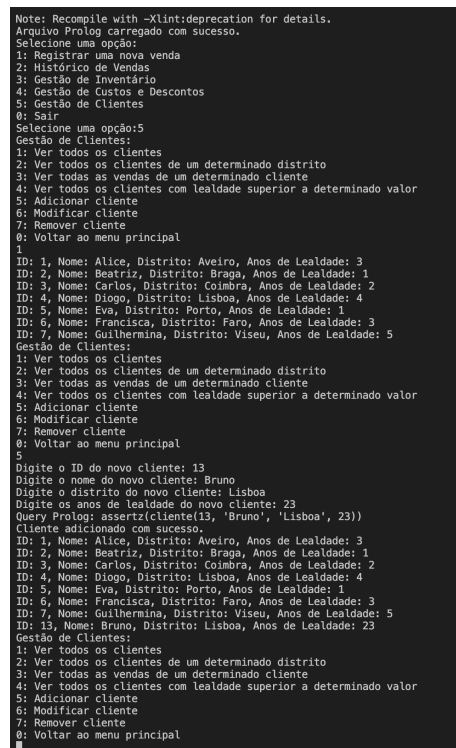 Note: Recompile with -Xlint:deprecation for details.
Arquivo Prolog carregado com sucesso.
Selecione uma opção:
1: Registrar uma nova venda
2: Histórico de Vendas
3: Gestão de Inventário
4: Gestão de Custos e Descontos
5: Gestão de Clientes
0: Sair
Selecione uma opção:5
Gestão de Clientes:
1: Ver todos os clientes
2: Ver todos os clientes de um determinado distrito
3: Ver todas as vendas de um determinado cliente
4: Ver todos os clientes com lealdade superior a determinado valor
5: Adicionar cliente
6: Modificar cliente
7: Remover cliente
0: Voltar ao menu principal
1
ID: 1, Nome: Alice, Distrito: Aveiro, Anos de Lealdade: 3
ID: 2, Nome: Beatriz, Distrito: Braga, Anos de Lealdade: 1
ID: 3, Nome: Carlos, Distrito: Coimbra, Anos de Lealdade: 2
ID: 4, Nome: Diogo, Distrito: Lisboa, Anos de Lealdade: 4
ID: 5, Nome: Eva, Distrito: Porto, Anos de Lealdade: 1
ID: 6, Nome: Francisca, Distrito: Faro, Anos de Lealdade: 3
ID: 7, Nome: Guilhermina, Distrito: Viseu, Anos de Lealdade: 5
Gestão de Clientes:
1: Ver todos os clientes
2: Ver todos os clientes de um determinado distrito
3: Ver todas as vendas de um determinado cliente
4: Ver todos os clientes com lealdade superior a determinado valor
5: Adicionar cliente
6: Modificar cliente
7: Remover cliente
0: Voltar ao menu principal
5
Digite o ID do novo cliente: 13
Digite o nome do novo cliente: Bruno
Digite o distrito do novo cliente: Lisboa
Digite os anos de lealdade do novo cliente: 23
Query Prolog: assertz(cliente(13, 'Bruno', 'Lisboa', 23))
Cliente adicionado com sucesso.
ID: 1, Nome: Alice, Distrito: Aveiro, Anos de Lealdade: 3
ID: 2, Nome: Beatriz, Distrito: Braga, Anos de Lealdade: 1
ID: 3, Nome: Carlos, Distrito: Coimbra, Anos de Lealdade: 2
ID: 4, Nome: Diogo, Distrito: Lisboa, Anos de Lealdade: 4
ID: 5, Nome: Eva, Distrito: Porto, Anos de Lealdade: 1
ID: 6, Nome: Francisca, Distrito: Faro, Anos de Lealdade: 3
ID: 7, Nome: Guilhermina, Distrito: Viseu, Anos de Lealdade: 5
ID: 13, Nome: Bruno, Distrito: Lisboa, Anos de Lealdade: 23
Gestão de Clientes:
1: Ver todos os clientes
2: Ver todos os clientes de um determinado distrito
3: Ver todas as vendas de um determinado cliente
4: Ver todos os clientes com lealdade superior a determinado valor
5: Adicionar cliente
6: Modificar cliente
7: Remover cliente
0: Voltar ao menu principal